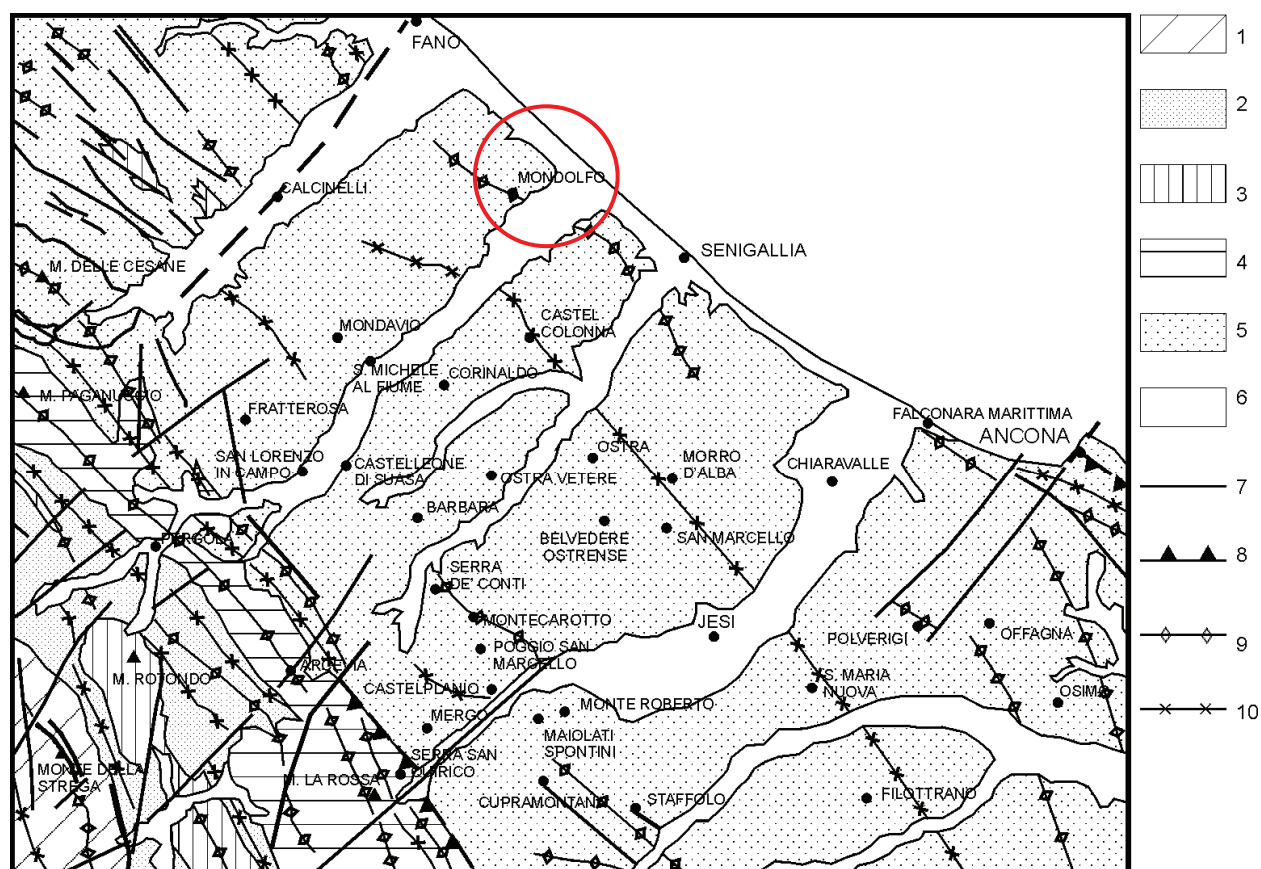 FANO
1
2
MONDOLFO
CALCINELLI
3
SENIGALLIA
M. DELLE CESANE
4
CASTEL
COLONNA
MONDAVIO
5
S. MICHELE
AL FIUME
CORINALDO
M. PAGANUCCIO
FRATTEROSA
FALCONARA MARITTIMA
6
ANCONA
SAN LORENZO
IN CAMPO
CASTELLEONE
DI SUASA
OSTRA
MORRO
D'ALBA
CHIARAVALLE
OSTRA VETERE
7
BARBARA
BELVEDERE
OSTRENSE
SAN MARCELLO
PERGOLA
8
SERRA
DE' CONTI
MONTECAROTTO
JESI
POLVERIGI
OFFAGNA
9
POGGIO SAN
MARCELLO
ARCEVIA
M. ROTONDO
CASTELPLANIO
S. MARIA
NUOVA
OSIMO
MERGO
MONTE ROBERTO
10
MAIOLATI
SPONTINI
SERRA SAN
QUIRICO
MONTE DELLA
STREGA
M. LA ROSSA
CUPRAMONTANA
STAFFOLO
FILOTTRANO